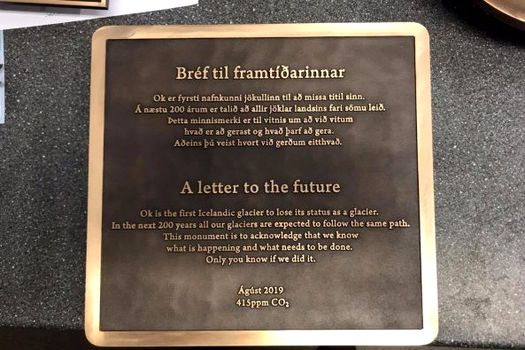 Bréf til framtíðarinnar
Ok er fyrsti nafnkunni jökullinn til að missa titil sinn.
Á næstu 200 árum er talið að allir jöklar landsins fari sömu leið.
Þetta minnismerki er til vitnis um að við vitum
hvað er að gerast og hvað þarf að gera.
Aðeins þú veist hvort við gerðum eitthvað.
A letter to the future
Ok is the first Icelandic glacier to lose its status as a glacier.
In the next 200 years all our glaciers are expected to follow the same path.
This monument is to acknowledge that we know
what is happening and what needs to be done.
Only you know if we did it.
Ágúst 2019
415ppm CO₂